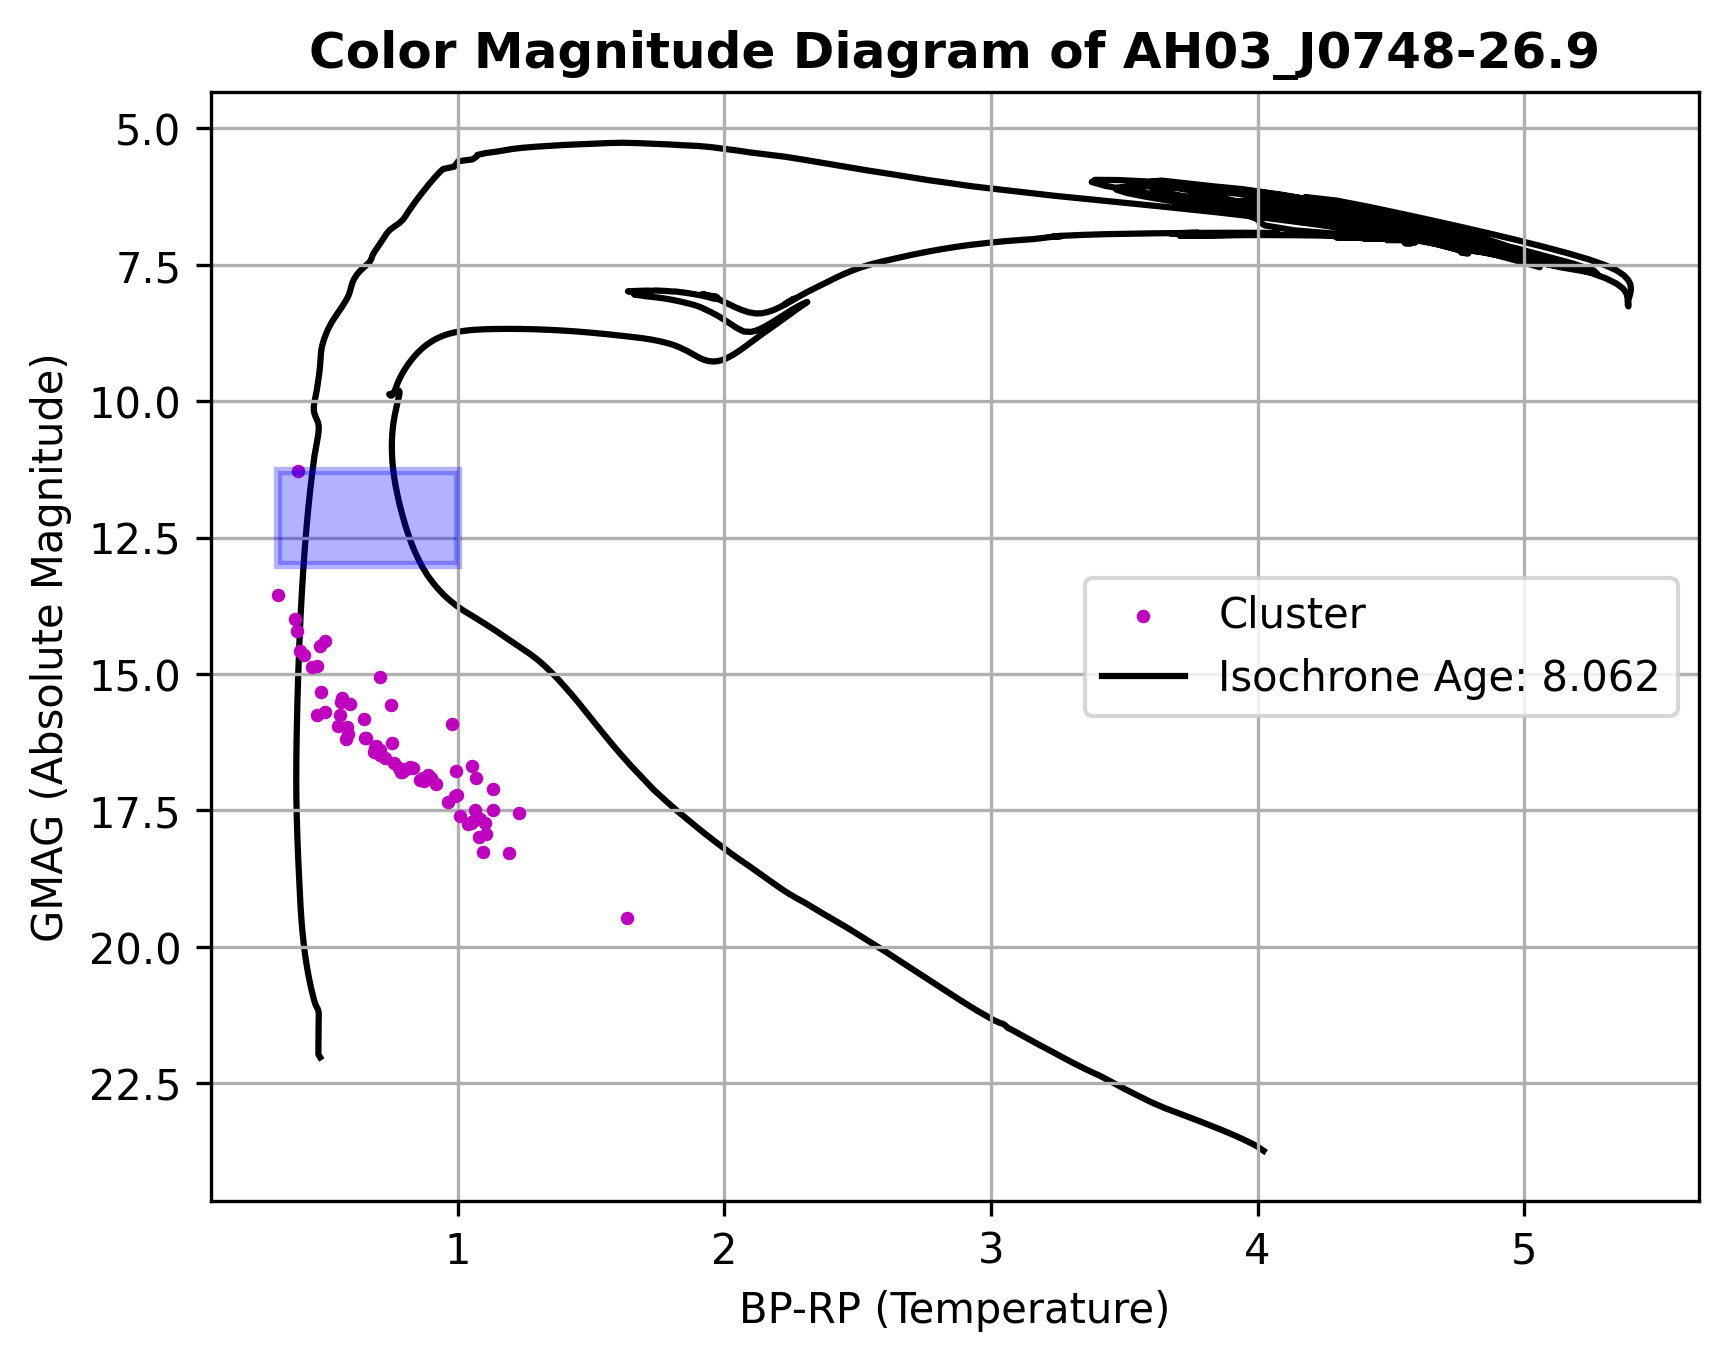 Color Magnitude Diagram of AH03_J0748-26.9
GMAG (Absolute Magnitude)
5.0
7.5
10.0
12.5
15.0
17.5
20.0
22.5
Cluster
Isochrone Age: 8.062
1 2 3 4 5
BP-RP (Temperature)